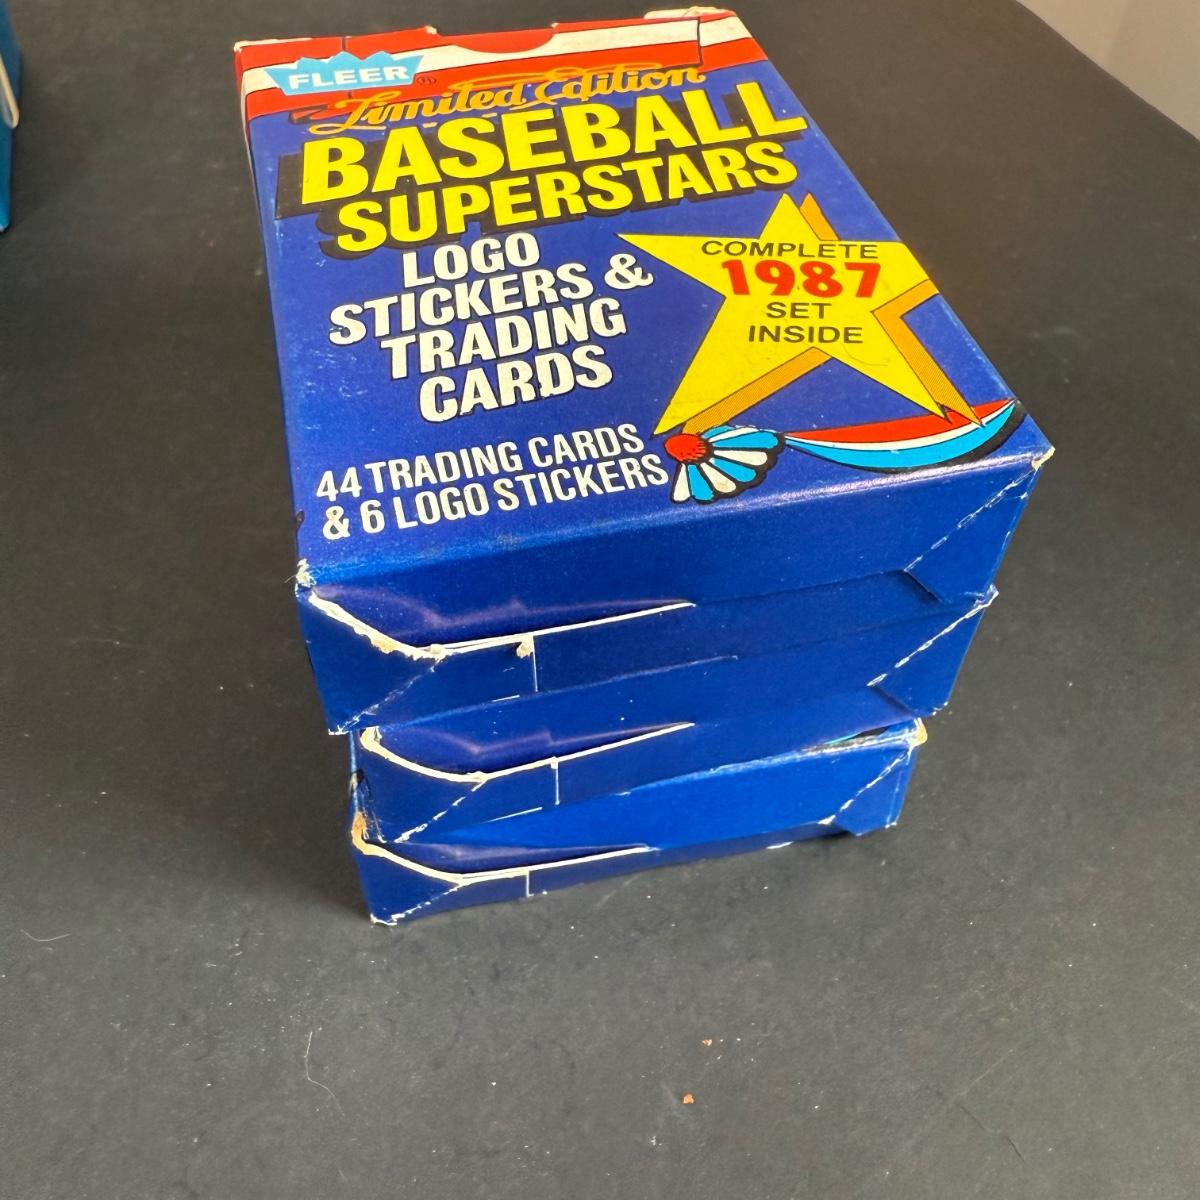 FLEER
Limited Edition
BASEBALL
SUPERSTARS
LOGO
STICKERS &
TRADING
CARDS
COMPLETE
1987
SET
INSIDE
44 TRADING CARDS
& 6 LOGO STICKERS